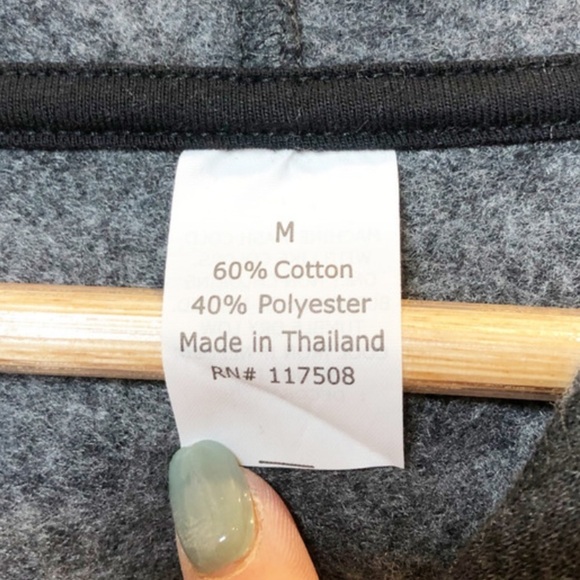 M
60% Cotton
40% Polyester
Made in Thailand
RN# 117508